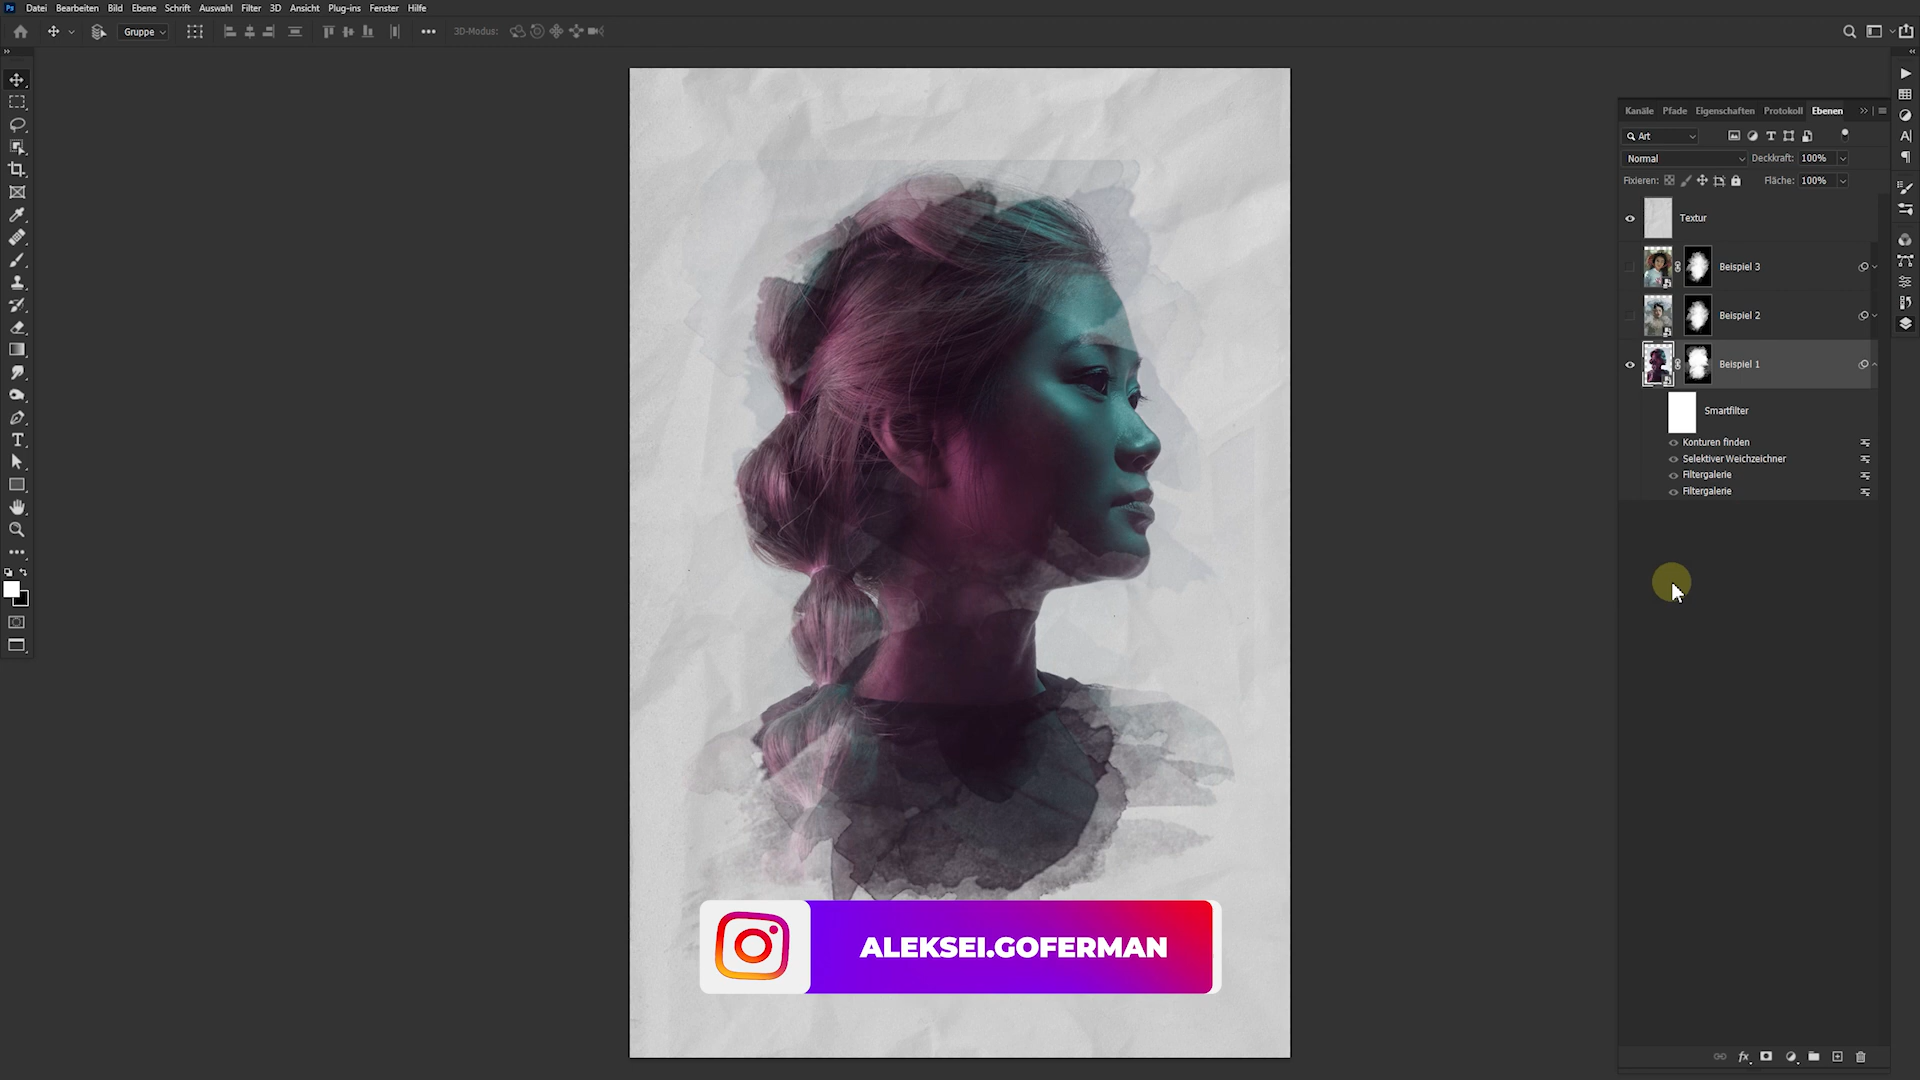 Ps Datei Bearbeiten Bild Ebene Schrift Auswahl Filter 3D Ansicht Plug-ins Fenster Hilfe
Gruppe 3D-Modus:
Kanäle Pfade Eigenschaften Protokoll Ebenen
Art
Normal Deckkraft: 100%
Fixieren: Fläche: 100%
Textur
Beispiel 3
Beispiel 2
Beispiel 1
Smartfilter
Konturen finden
Selektiver Weichzeichner
Filtergalerie
Filtergalerie
ALEKSEI.GOFERMAN